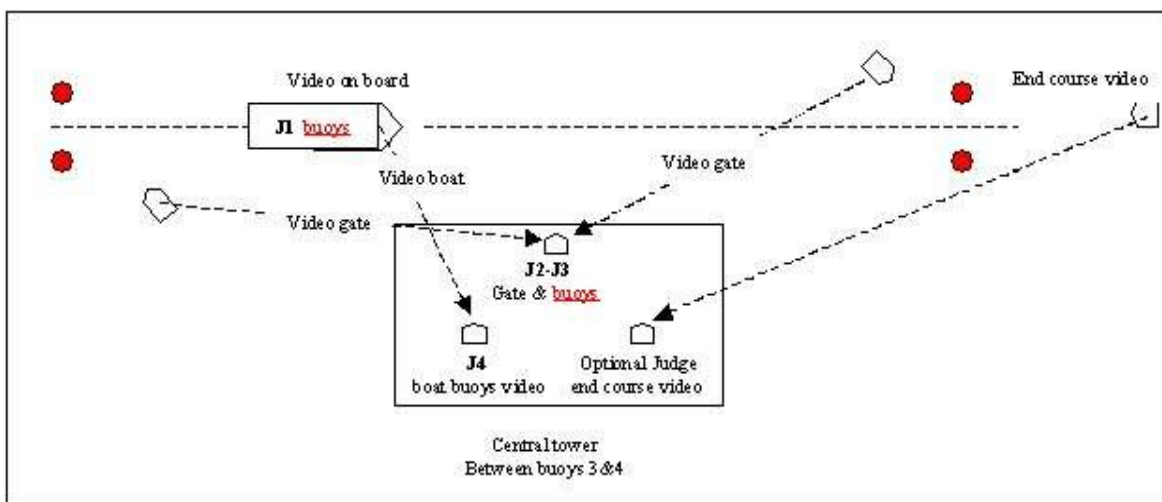 Video on board
End course video
J1 buoys
Video boat
Video gate
Video gate
J2-J3
Gate & buoys
J4
boat buoys video
Optional Judge
end course video
Central tower
Between buoys 3 &4